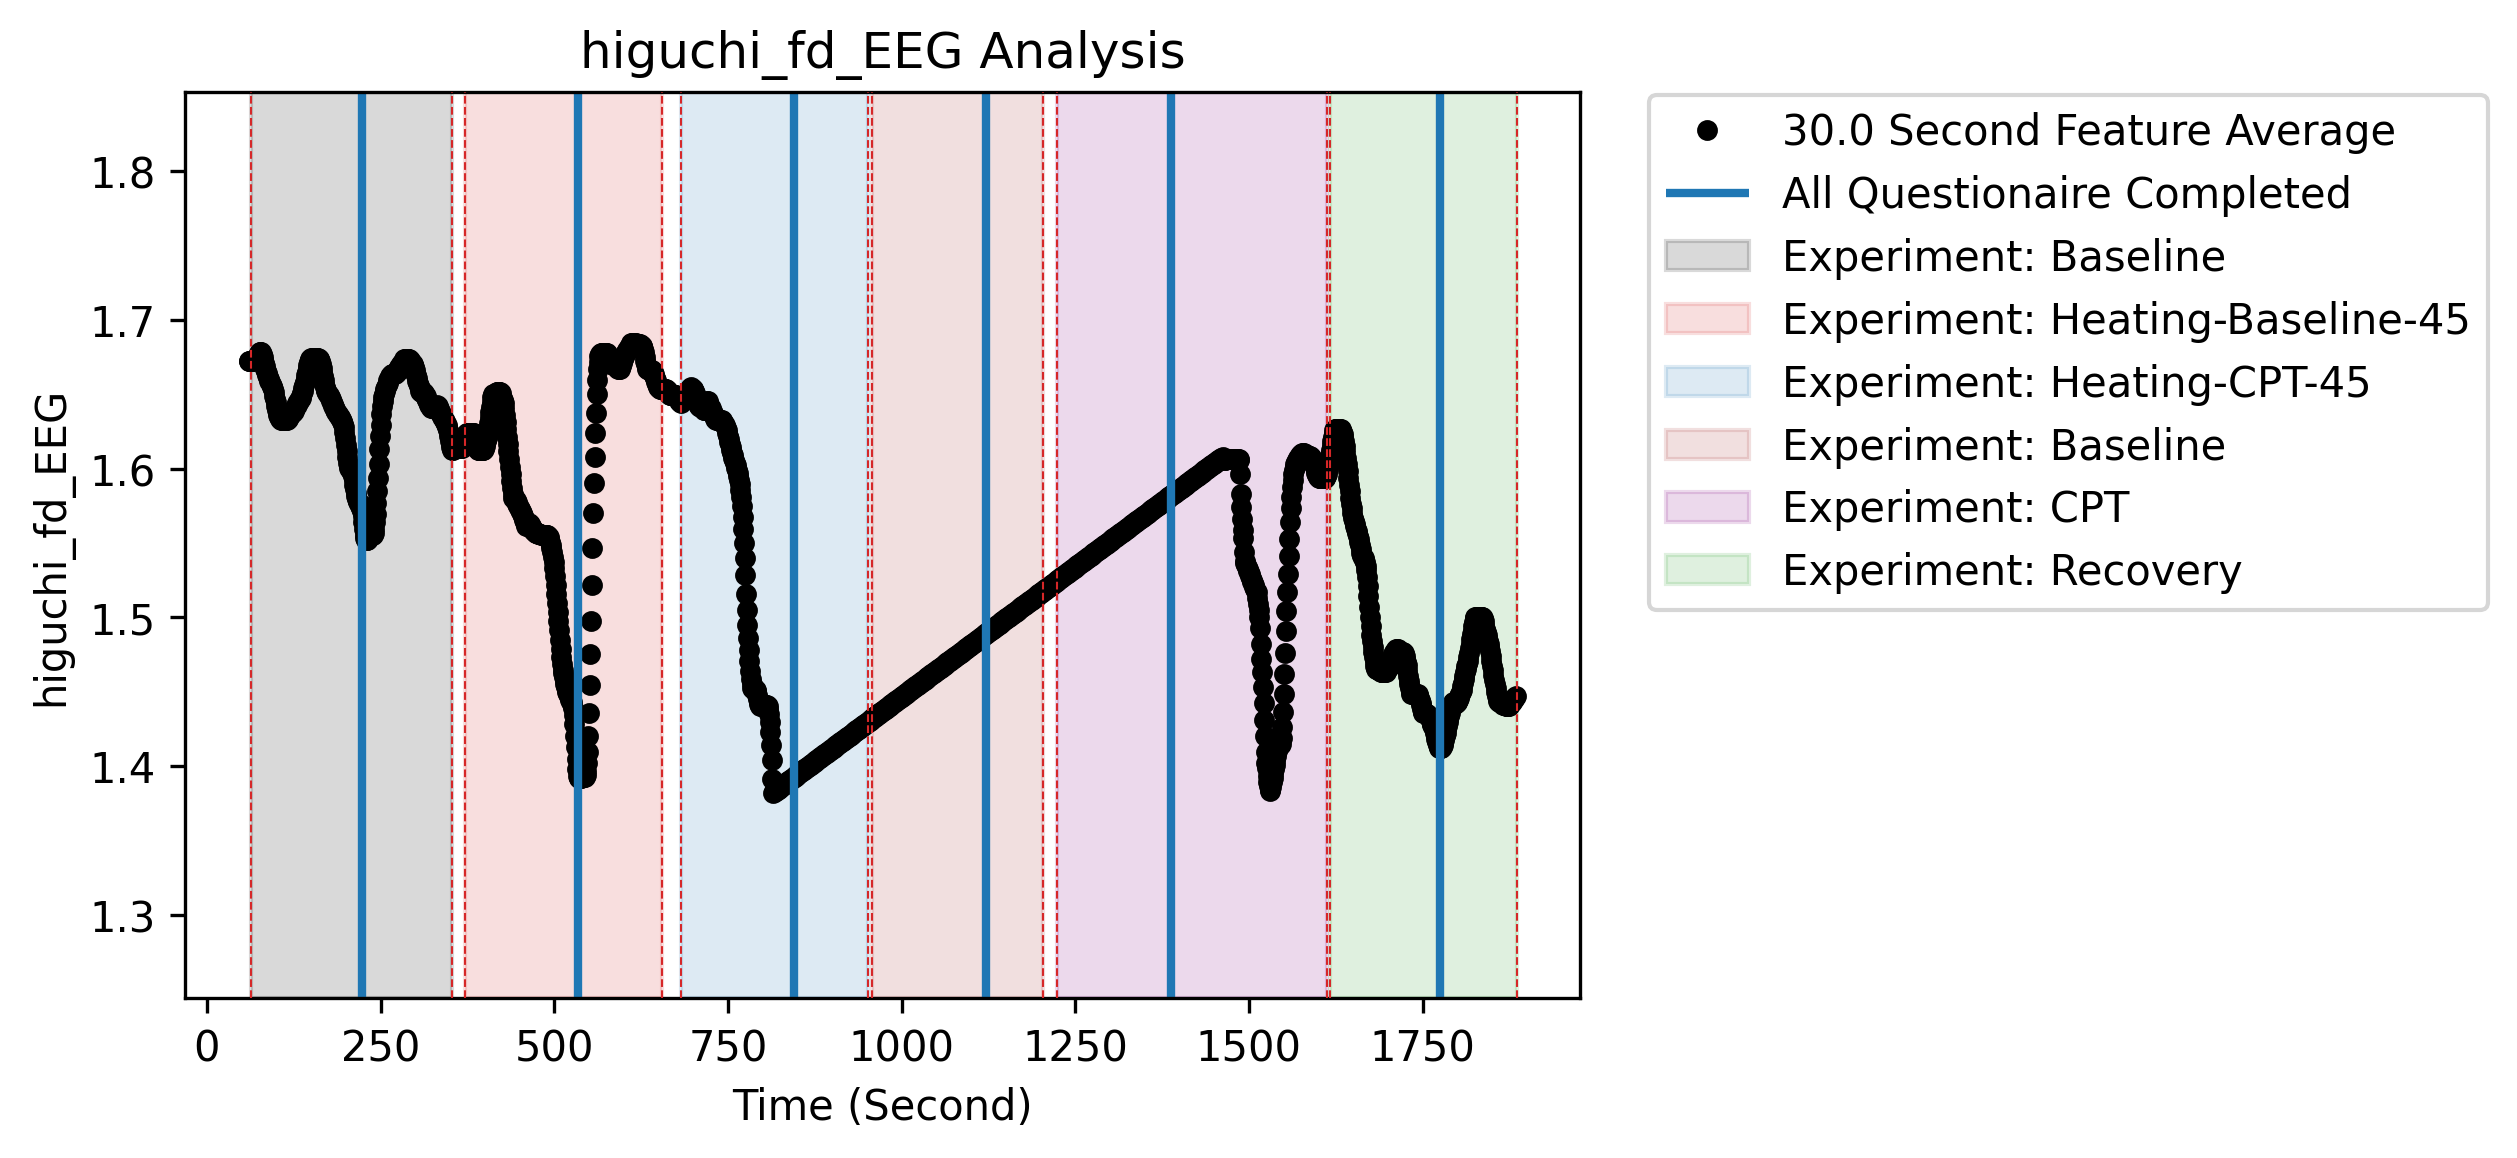 higuchi_fd_EEG Analysis
higuchi_fd_EEG
1.8
1.7
1.6
1.5
1.4
1.3
0 250 500 750 1000 1250 1500 1750
Time (Second)
30.0 Second Feature Average
All Questionaire Completed
Experiment: Baseline
Experiment: Heating-Baseline-45
Experiment: Heating-CPT-45
Experiment: Baseline
Experiment: CPT
Experiment: Recovery